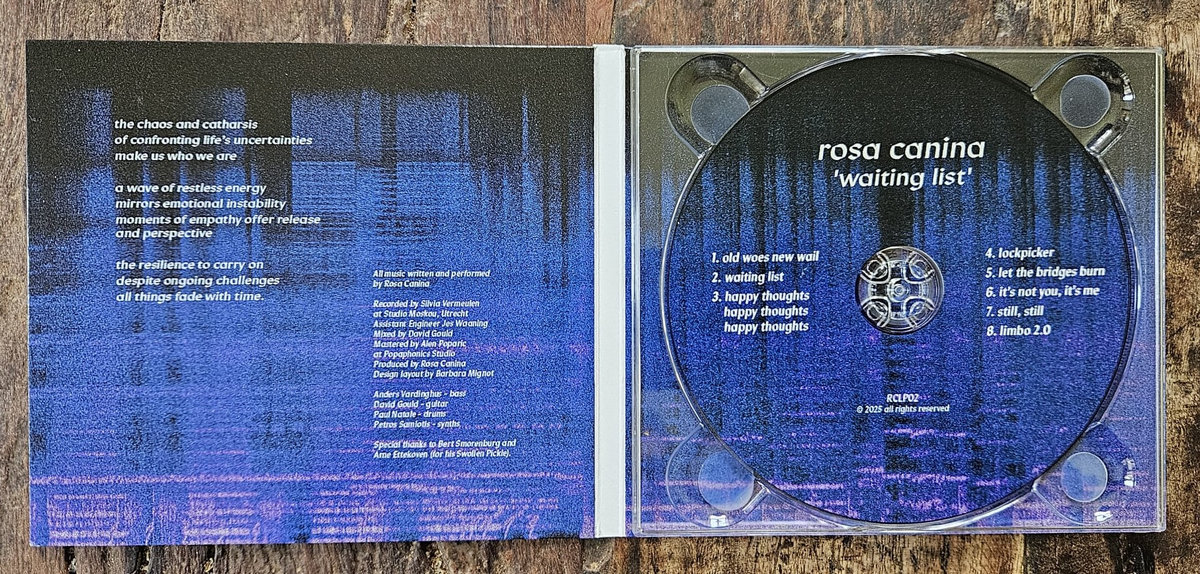 the chaos and catharsis
of confronting life's uncertainties
make us who we are
a wave of restless energy
mirrors emotional instability
moments of empathy offer release
and perspective
the resilience to carry on
despite ongoing challenges
all things fade with time.
All music written and performed
by Rosa Canina
Recorded by Silvia Vermeulen
at Studio Moskou, Utrecht
Assistant Engineer Jes Waaning
Mixed by David Gould
Mastered by Alen Poparic
at Popaphonics Studio
Produced by Rosa Canina
Design layout by Barbara Mignot
Anders Vardinghus - bass
David Gould - guitar
Paul Natale - drums
Petros Samiotis - synths
Special thanks to Bert Smorenburg and
Arne Ettekoven (for his Swollen Pickle).
rosa canina
'waiting list'
1. old woes new wail
2. waiting list
3. happy thoughts
happy thoughts
happy thoughts
4. lockpicker
5. let the bridges burn
6. it's not you, it's me
7. still, still
8. limbo 2.0
RCLP02
© 2025 all rights reserved